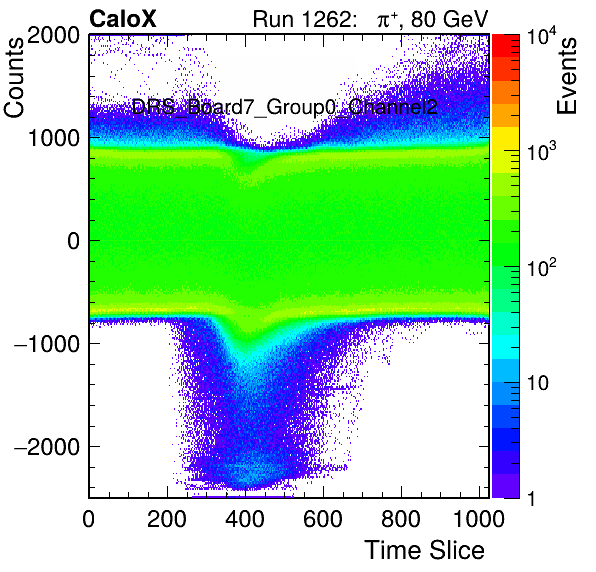 CaloX Run 1262: π⁺, 80 GeV
DRS_Board7_Group0_Channel2
Counts
2000
1000
0
−1000
−2000
0 200 400 600 800 1000
Time Slice
Events
10⁴
10³
10²
10
1